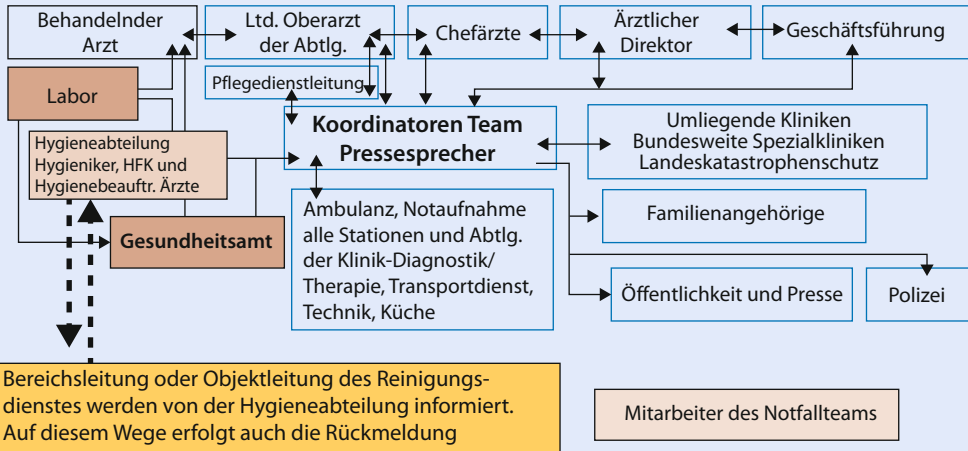 Behandelnder
Arzt
Ltd. Oberarzt
der Abtlg.
Chefärzte
Ärztlicher
Direktor
Geschäftsführung
Pflegedienstleitung
Labor
Koordinatoren Team
Pressesprecher
Umliegende Kliniken
Bundesweite Spezialkliniken
Landeskatastrophenschutz
Hygieneabteilung
Hygieniker, HFK und
Hygienebeauftr. Ärzte
Gesundheitsamt
Ambulanz, Notaufnahme
alle Stationen und Abtlg.
der Klinik-Diagnostik/
Therapie, Transportdienst,
Technik, Küche
Familienangehörige
Öffentlichkeit und Presse
Polizei
Bereichsleitung oder Objektleitung des Reinigungs-
dienstes werden von der Hygieneabteilung informiert.
Auf diesem Wege erfolgt auch die Rückmeldung
Mitarbeiter des Notfallteams